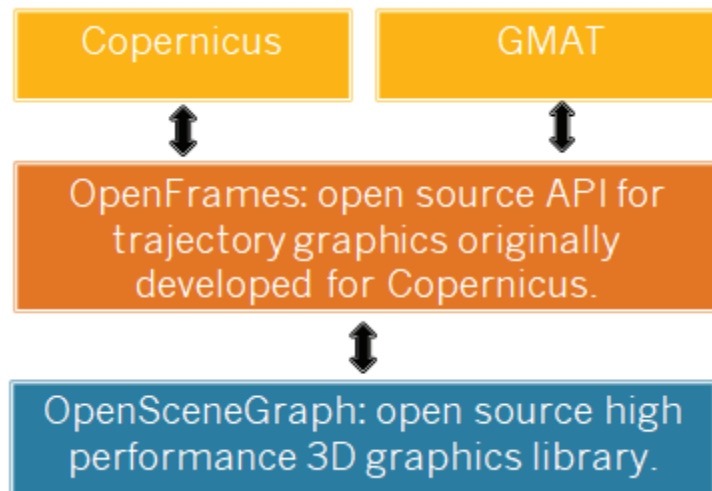 Copernicus
GMAT
OpenFrames: open source API for
trajectory graphics originally
developed for Copernicus.
OpenSceneGraph: open source high
performance 3D graphics library.